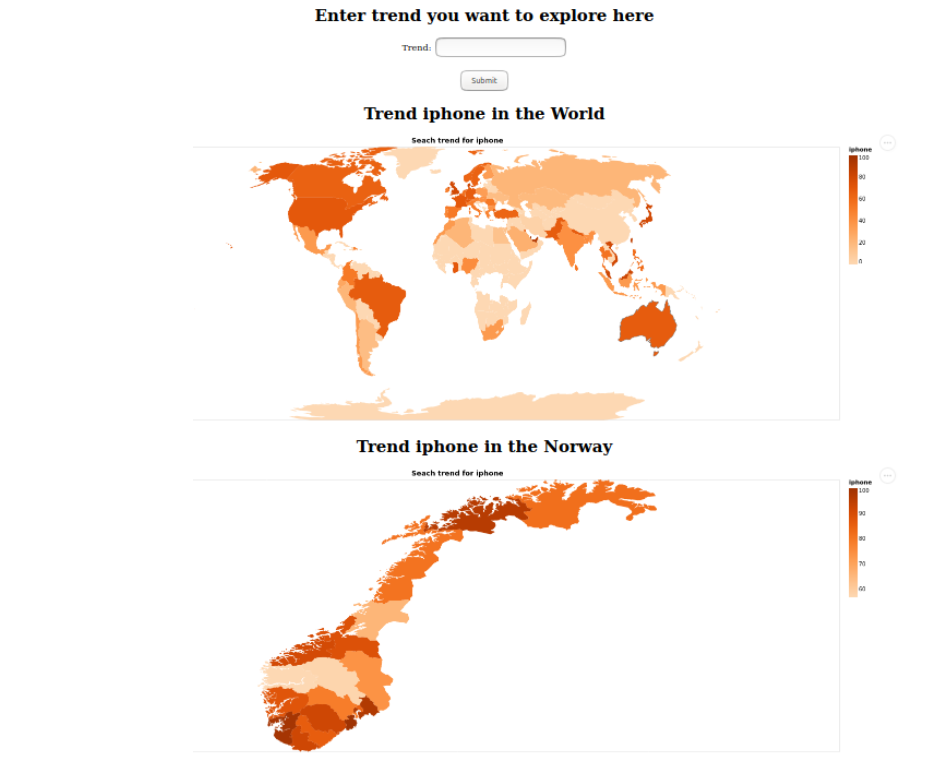 Enter trend you want to explore here
Trend:
Submit
Trend iphone in the World
Seach trend for iphone
iphone
100
80
60
40
20
0
Trend iphone in the Norway
Seach trend for iphone
iphone
100
90
80
70
60